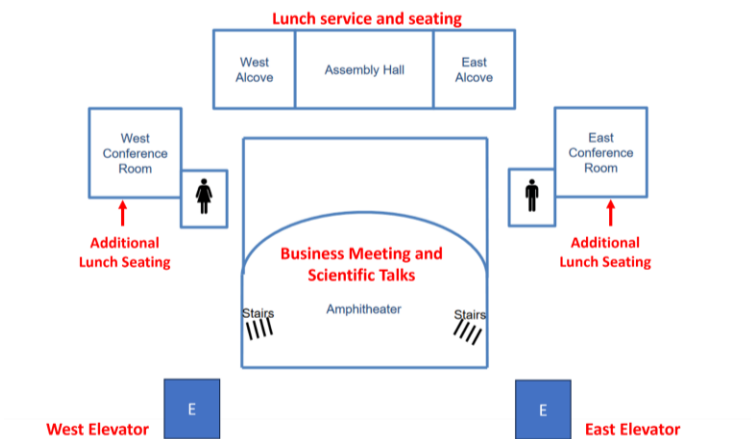 Lunch service and seating
West
Alcove
Assembly Hall
East
Alcove
West
Conference
Room
East
Conference
Room
Additional
Lunch Seating
Business Meeting and
Scientific Talks
Additional
Lunch Seating
Stairs
Amphitheater
Stairs
E
West Elevator
E
East Elevator